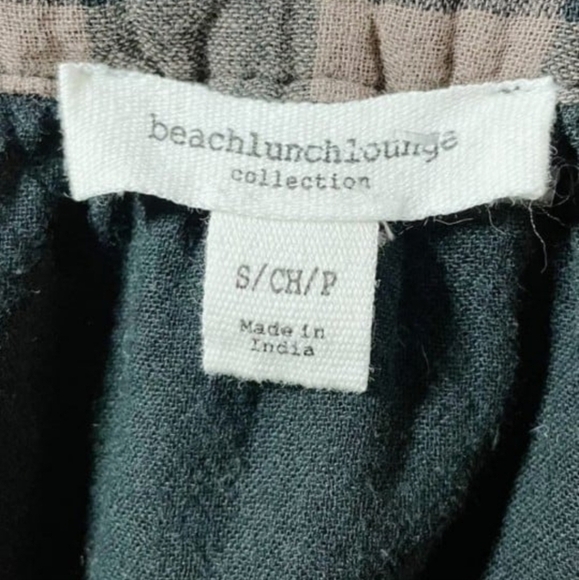 beachlunchlounge
collection
S/CH/P
Made in
India